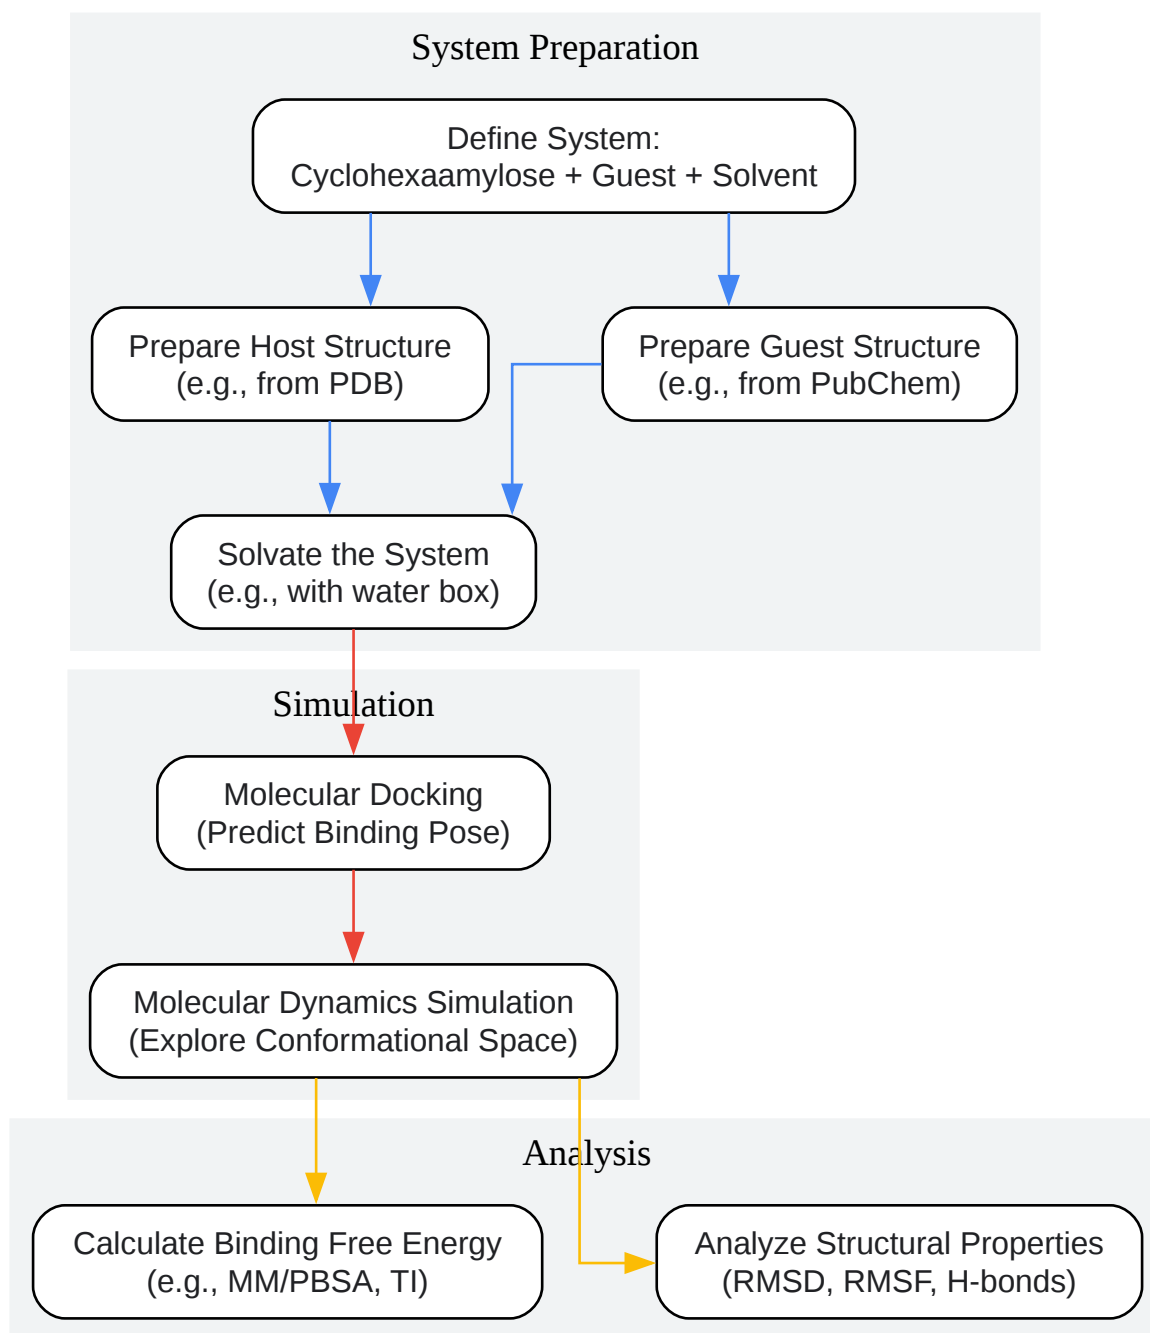 System Preparation
Define System:
Cyclohexaamylose + Guest + Solvent
Prepare Host Structure
(e.g., from PDB)
Prepare Guest Structure
(e.g., from PubChem)
Solvate the System
(e.g., with water box)
Simulation
Molecular Docking
(Predict Binding Pose)
Molecular Dynamics Simulation
(Explore Conformational Space)
Analysis
Calculate Binding Free Energy
(e.g., MM/PBSA, TI)
Analyze Structural Properties
(RMSD, RMSF, H-bonds)